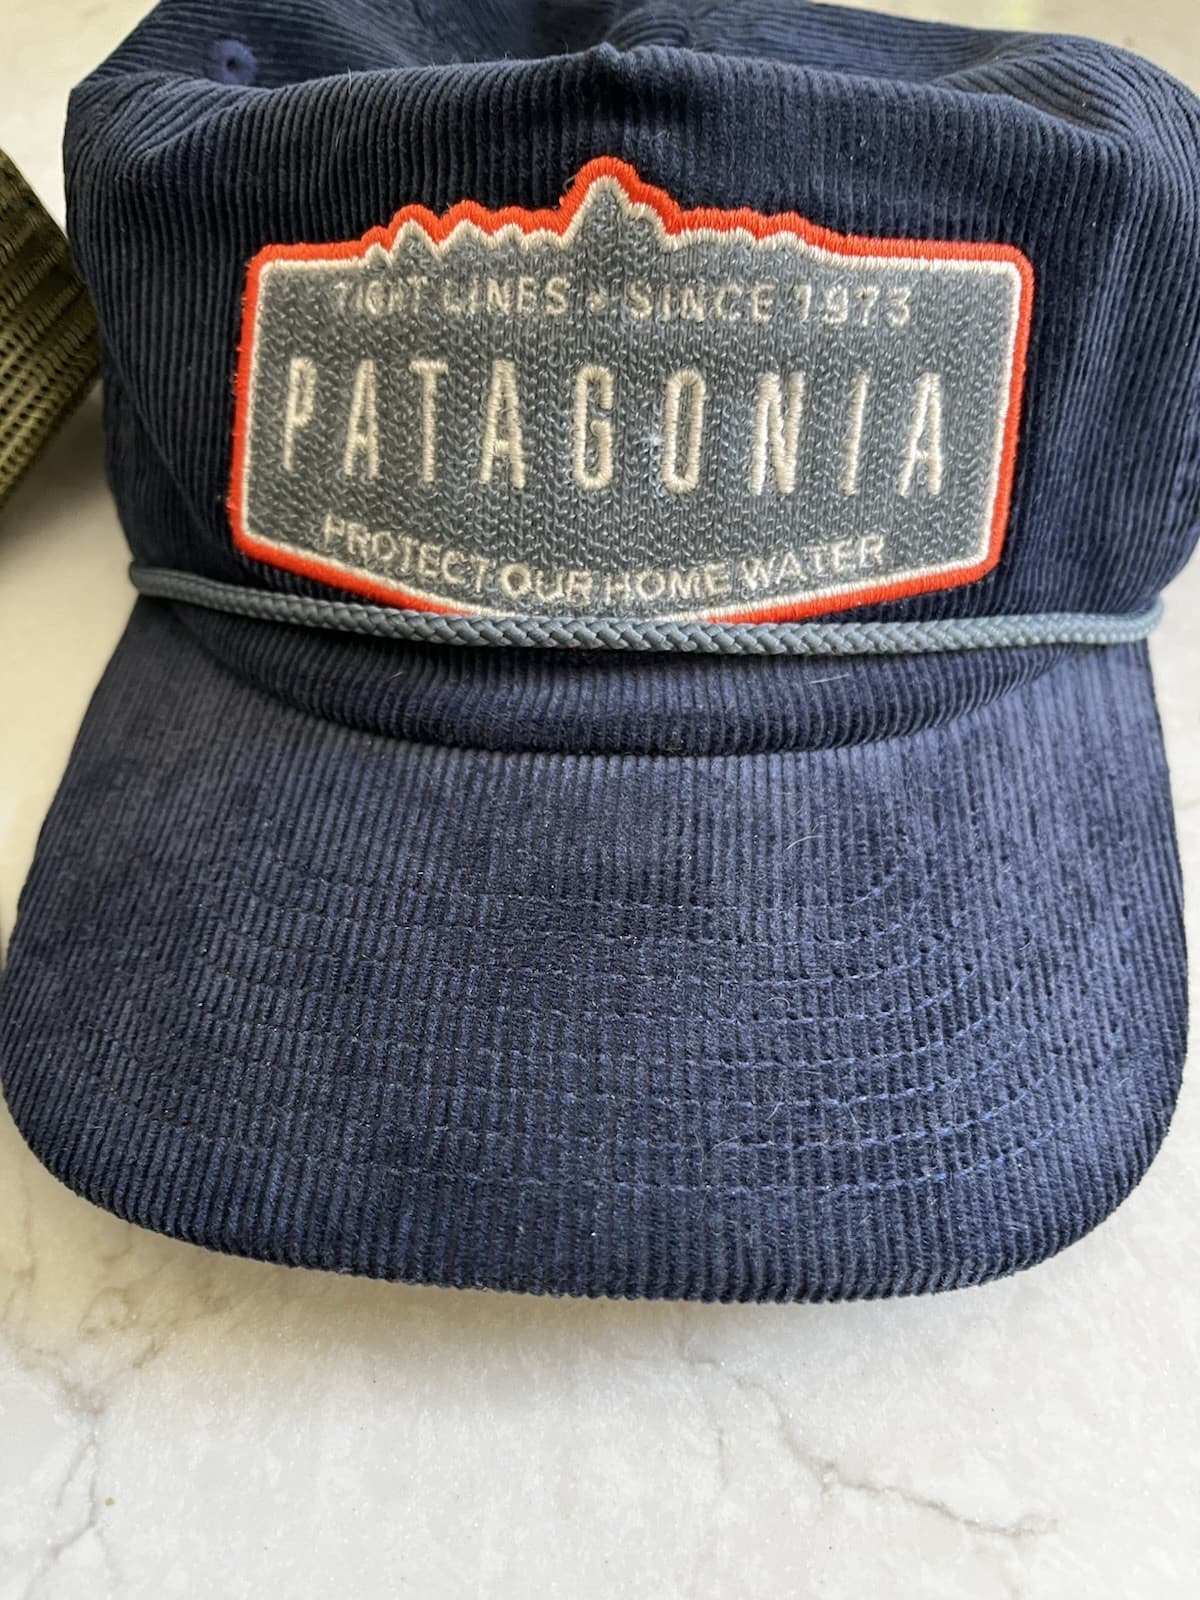 TIGHT LINES • SINCE 1973
PATAGONIA
PROTECT OUR HOME WATER